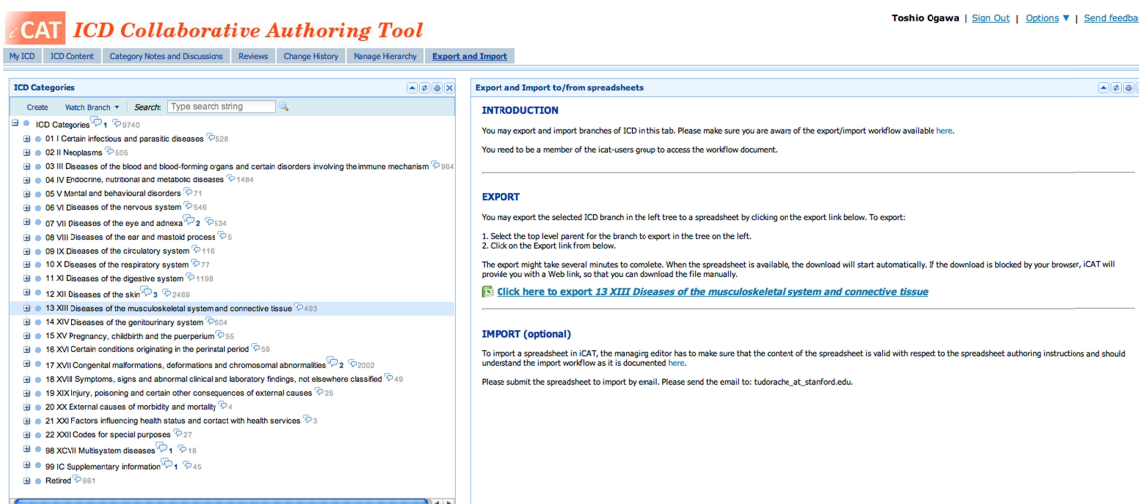 iCAT ICD Collaborative Authoring Tool
Toshio Ogawa | Sign Out | Options ▼ | Send feedba
My ICD ICD Content Category Notes and Discussions Reviews Change History Manage Hierarchy Export and Import
ICD Categories
Create Watch Branch ▼ Search: Type search string
ICD Categories 1 9740
01 I Certain infectious and parasitic diseases 528
02 II Neoplasms 505
03 III Diseases of the blood and blood-forming organs and certain disorders involving the immune mechanism 964
04 IV Endocrine, nutritional and metabolic diseases 1484
05 V Mental and behavioural disorders 71
06 VI Diseases of the nervous system 546
07 VII Diseases of the eye and adnexa 2 534
08 VIII Diseases of the ear and mastoid process 5
09 IX Diseases of the circulatory system 116
10 X Diseases of the respiratory system 77
11 XI Diseases of the digestive system 1198
12 XII Diseases of the skin 3 2489
13 XIII Diseases of the musculoskeletal system and connective tissue 493
14 XIV Diseases of the genitourinary system 504
15 XV Pregnancy, childbirth and the puerperium 55
16 XVI Certain conditions originating in the perinatal period 59
17 XVII Congenital malformations, deformations and chromosomal abnormalities 2 2002
18 XVIII Symptoms, signs and abnormal clinical and laboratory findings, not elsewhere classified 49
19 XIX Injury, poisoning and certain other consequences of external causes 25
20 XX External causes of morbidity and mortality 4
21 XXI Factors influencing health status and contact with health services 3
22 XXII Codes for special purposes 27
98 XCVII Multisystem diseases 1 18
99 IC Supplementary information 1 45
Retired 661
Export and Import to/from spreadsheets
INTRODUCTION
You may export and import branches of ICD in this tab. Please make sure you are aware of the export/import workflow available here.
You need to be a member of the icat-users group to access the workflow document.
EXPORT
You may export the selected ICD branch in the left tree to a spreadsheet by clicking on the export link below. To export:
1. Select the top level parent for the branch to export in the tree on the left.
2. Click on the Export link from below.
The export might take several minutes to complete. When the spreadsheet is available, the download will start automatically. If the download is blocked by your browser, iCAT will
provide you with a Web link, so that you can download the file manually.
Click here to export 13 XIII Diseases of the musculoskeletal system and connective tissue
IMPORT (optional)
To import a spreadsheet in iCAT, the managing editor has to make sure that the content of the spreadsheet is valid with respect to the spreadsheet authoring instructions and should
understand the import workflow as it is documented here.
Please submit the spreadsheet to import by email. Please send the email to: tudorache_at_stanford.edu.